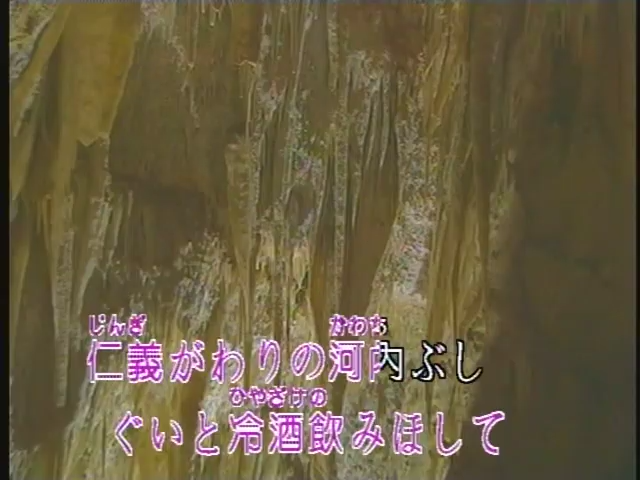 じんぎ かわち
仁義がわりの河内ぶし
ひやざけの
ぐいと冷酒飲みほして